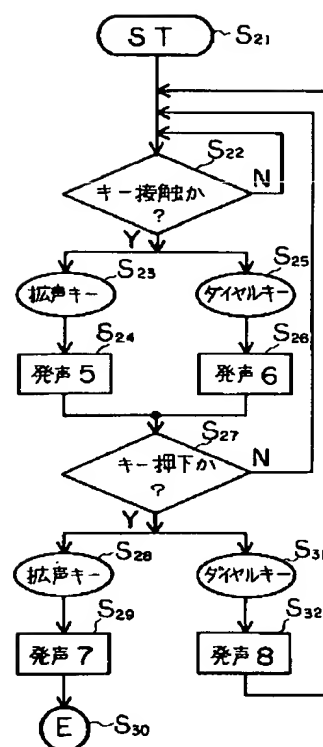 ST S21
S22
キー接触か N
?
Y
S23 S25
拡声キー ダイヤルキー
S24 S26
発声5 発声6
S27
キー押下か N
?
Y
S28 S31
拡声キー ダイヤルキー
S29 S32
発声7 発声8
E S30